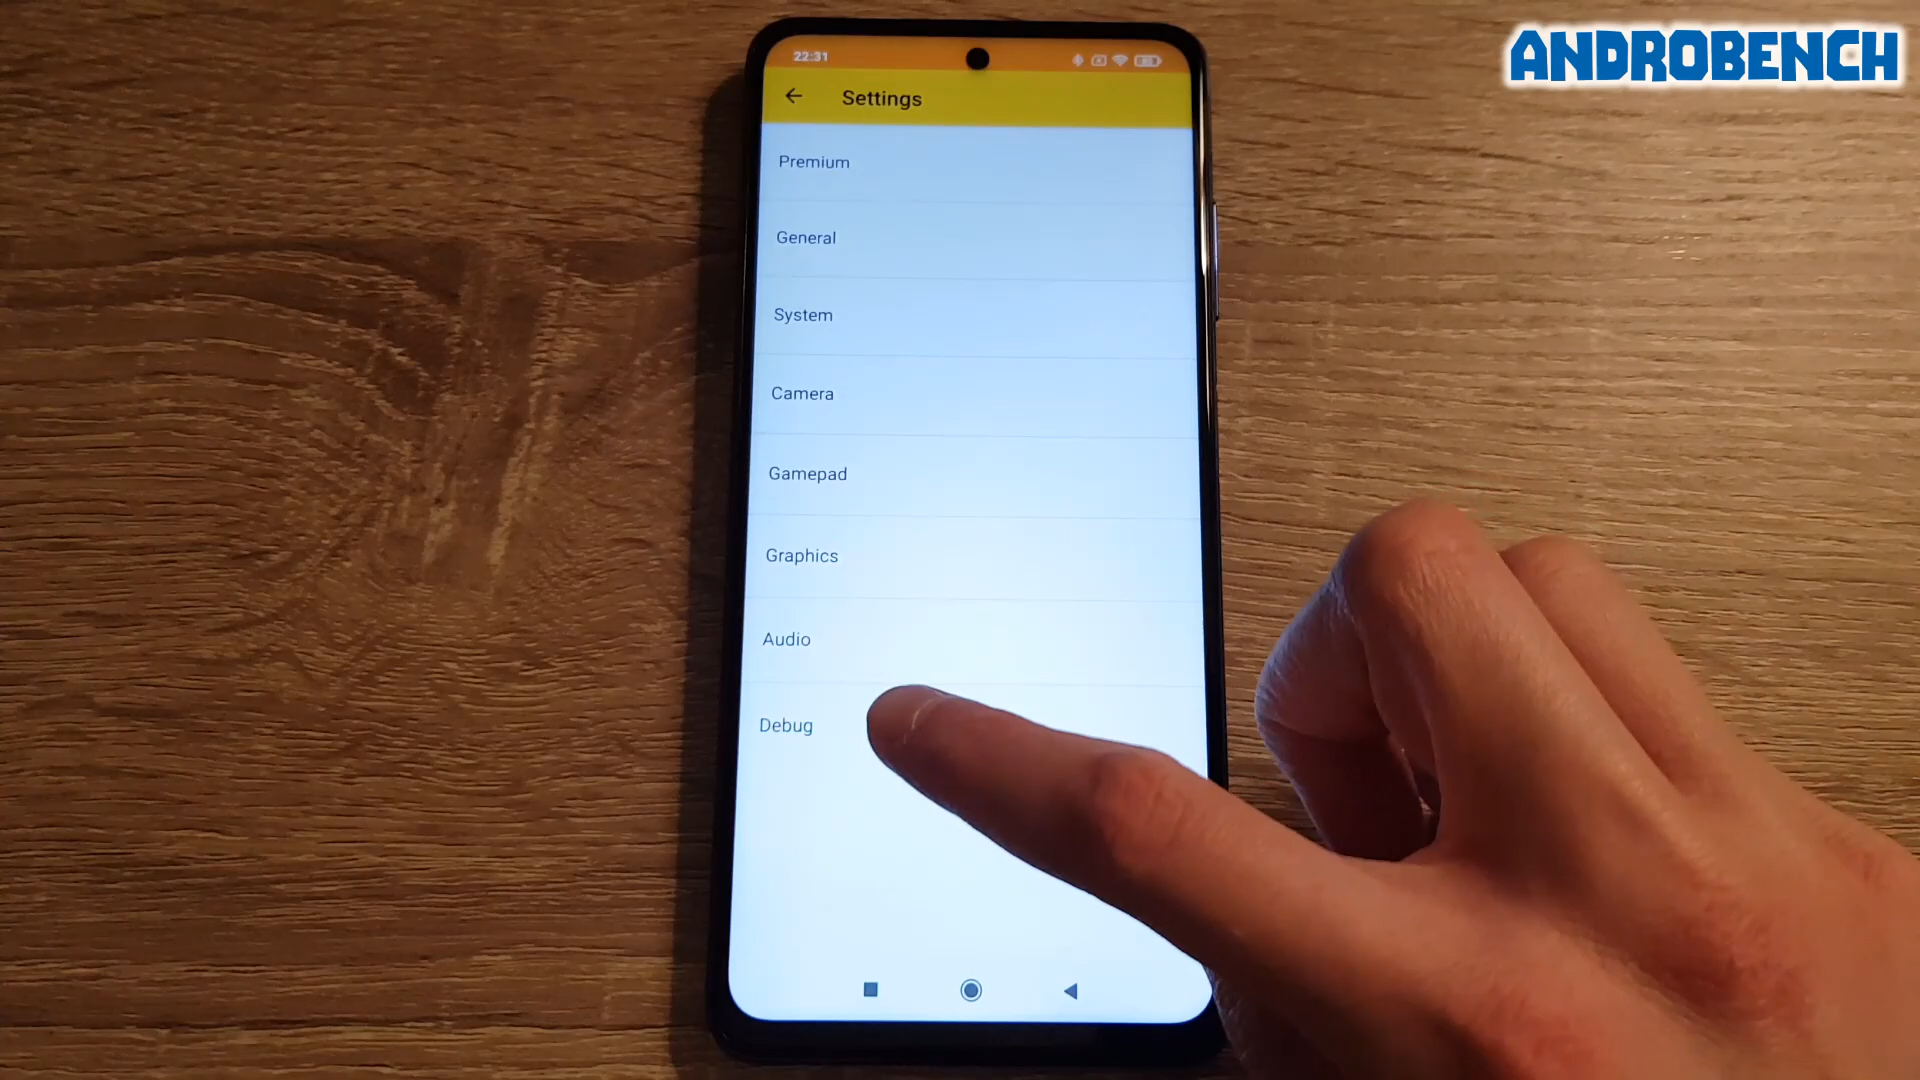 ANDROBENCH
22:31
Settings
Premium
General
System
Camera
Gamepad
Graphics
Audio
Debug